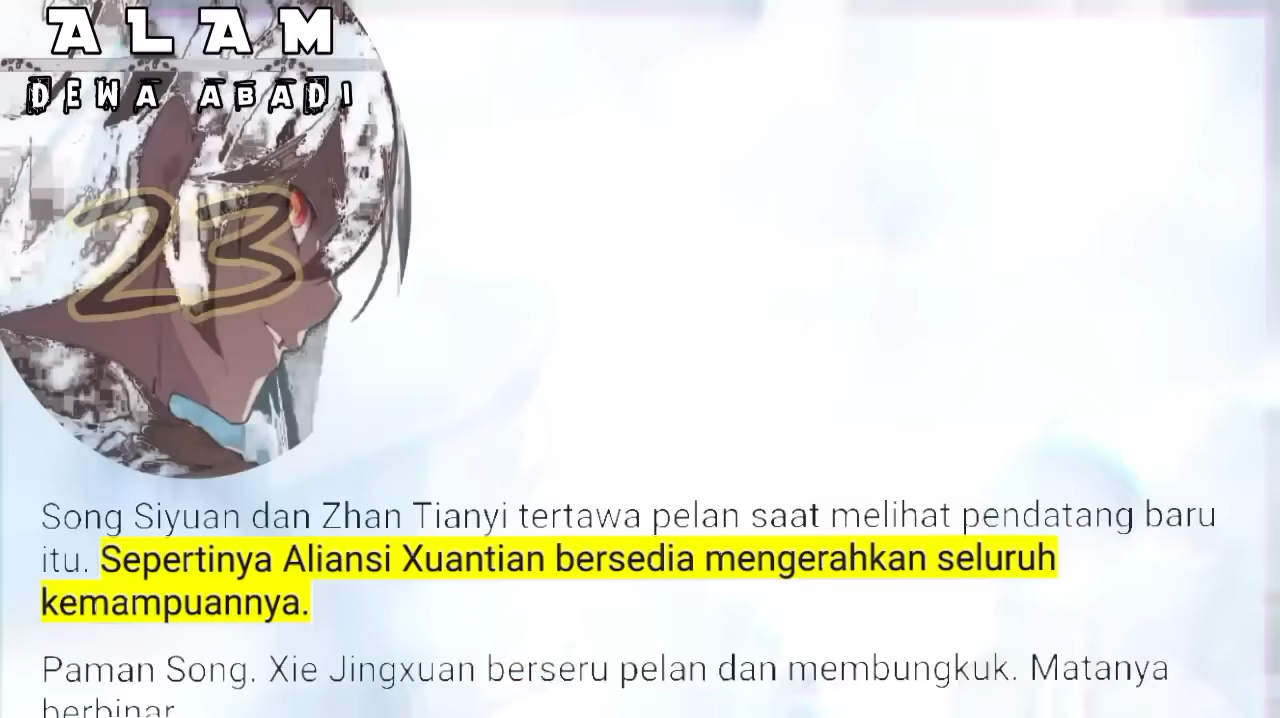 ALAM
DEWA ABADI
23
Song Siyuan dan Zhan Tianyi tertawa pelan saat melihat pendatang baru
itu. Sepertinya Aliansi Xuantian bersedia mengerahkan seluruh
kemampuannya.
Paman Song. Xie Jingxuan berseru pelan dan membungkuk. Matanya
berbinar